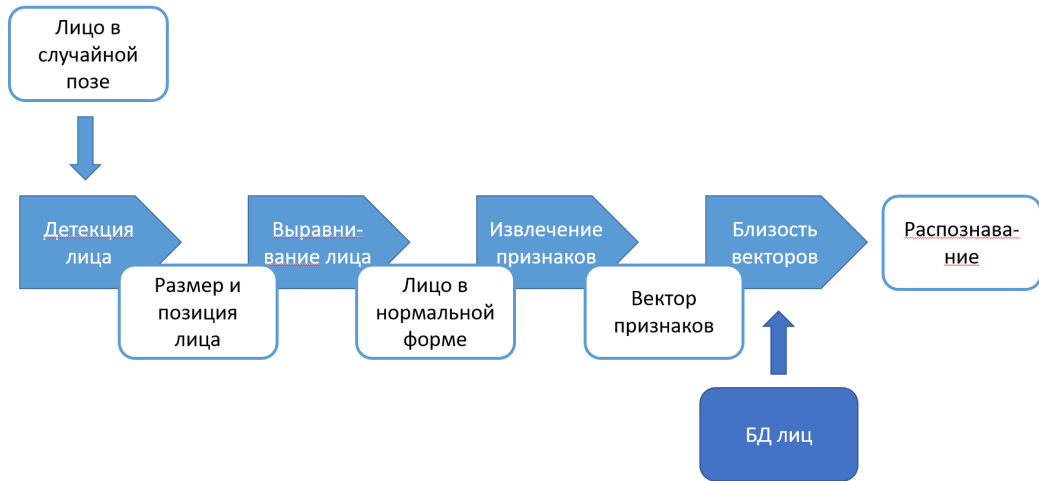 Лицо в
случайной
позе
Детекция
лица
Размер и
позиция
лица
Выравни-
вание лица
Лицо в
нормальной
форме
Извлечение
признаков
Вектор
признаков
Близость
векторов
БД лиц
Распознава-
ние